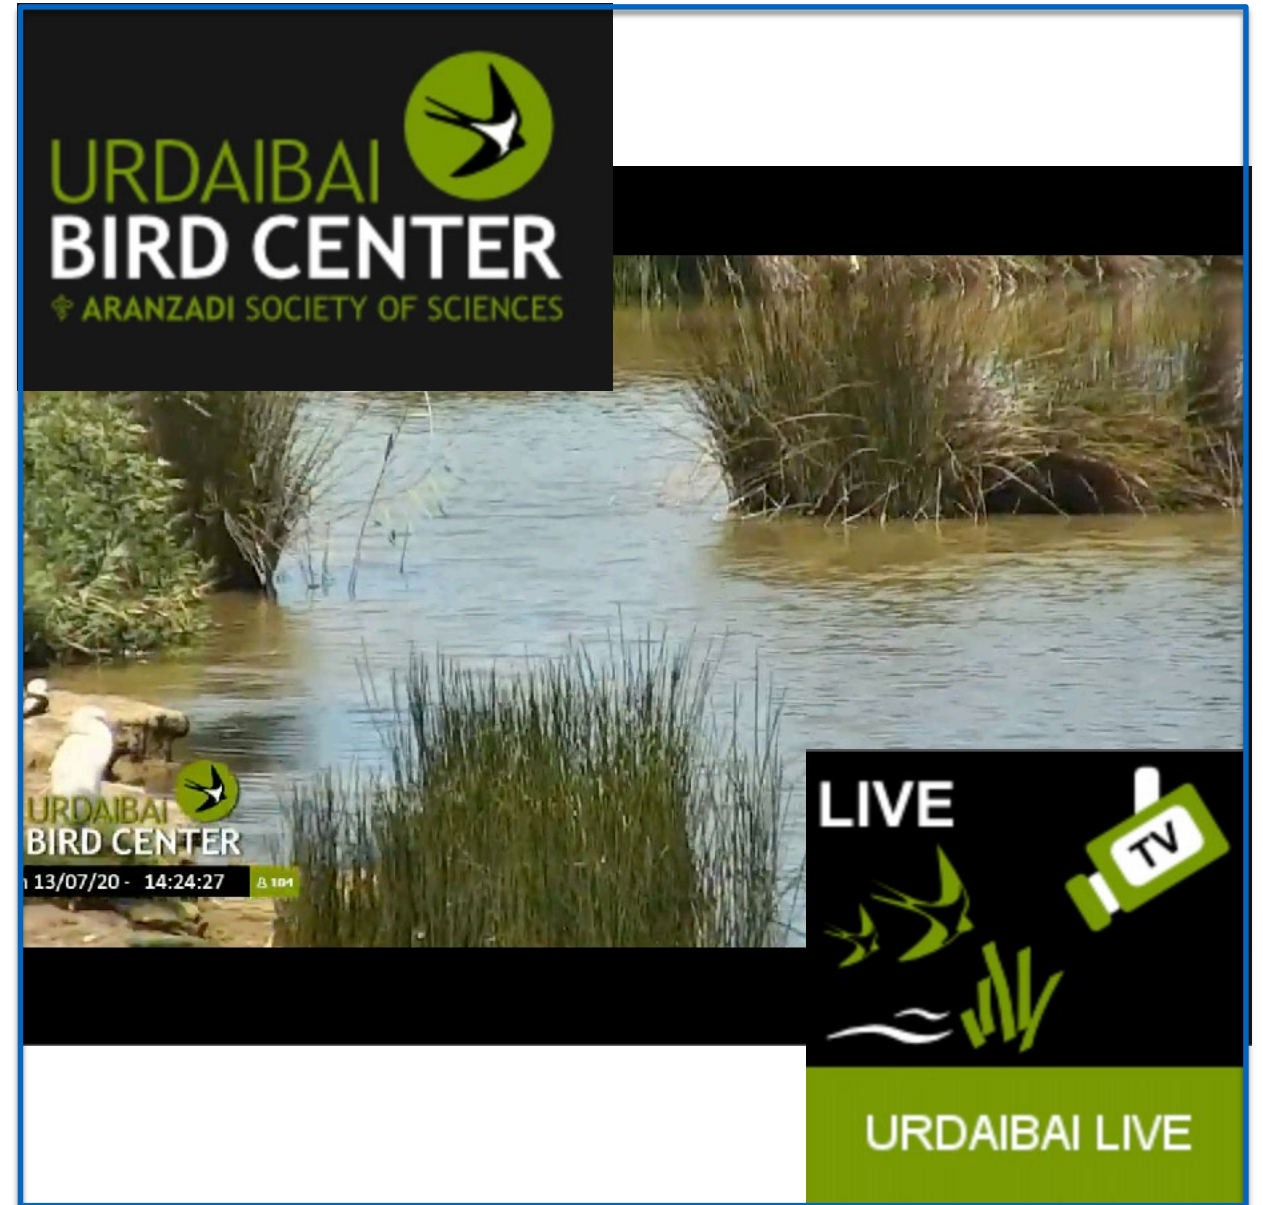 URDAIBAI
BIRD CENTER
ARANZADI SOCIETY OF SCIENCES
URDAIBAI
BIRD CENTER
13/07/20 - 14:24:27 104
LIVE
TV
URDAIBAI LIVE